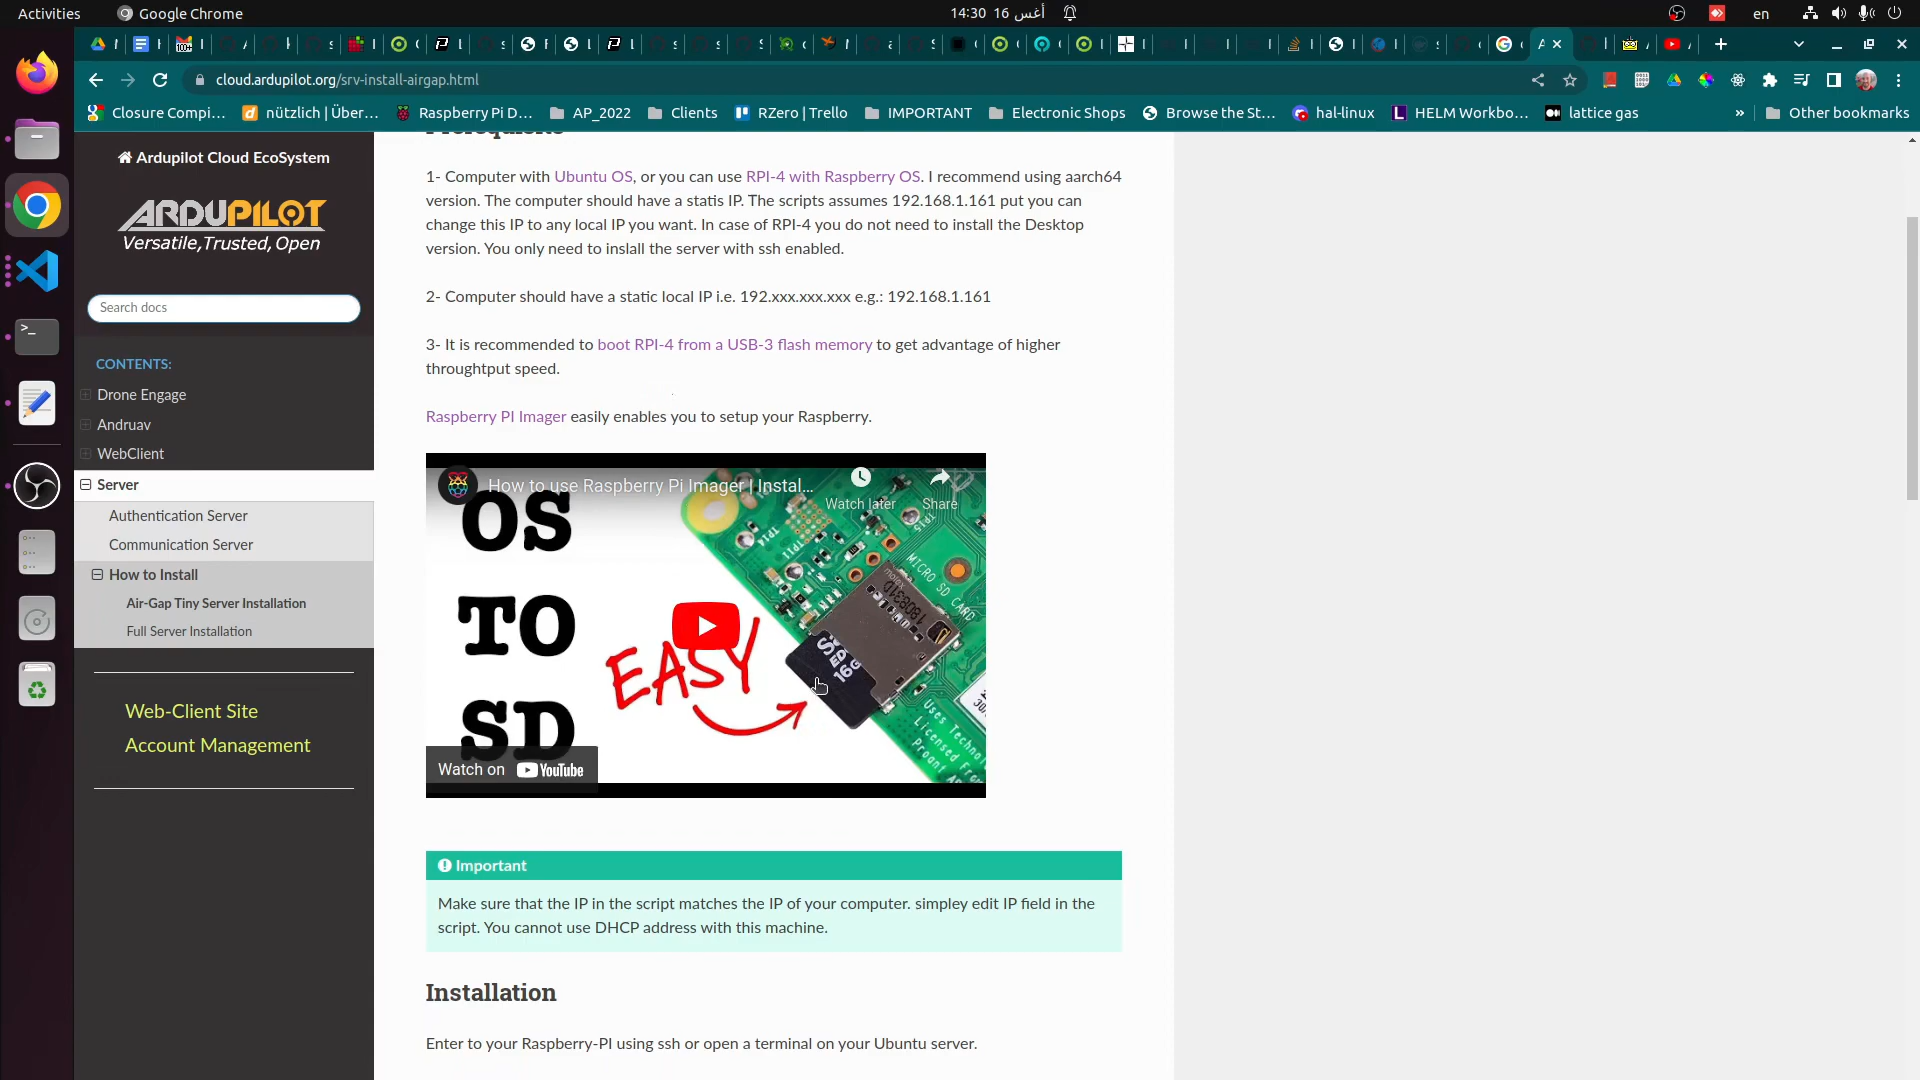 Activities
Google Chrome
14:30 16 أغس
en
cloud.ardupilot.org/srv-install-airgap.html
Closure Compi...
nützlich | Über...
Raspberry Pi D...
AP_2022
Clients
RZero | Trello
IMPORTANT
Electronic Shops
Browse the St...
hal-linux
HELM Workbo...
lattice gas
»
Other bookmarks
Ardupilot Cloud EcoSystem
ARDUPILOT
Versatile,Trusted, Open
Search docs
CONTENTS:
Drone Engage
Andruav
WebClient
Server
Authentication Server
Communication Server
How to Install
Air-Gap Tiny Server Installation
Full Server Installation
Web-Client Site
Account Management
Prerequisite
1- Computer with Ubuntu OS, or you can use RPI-4 with Raspberry OS. I recommend using aarch64
version. The computer should have a statis IP. The scripts assumes 192.168.1.161 put you can
change this IP to any local IP you want. In case of RPI-4 you do not need to install the Desktop
version. You only need to inslall the server with ssh enabled.
2- Computer should have a static local IP i.e. 192.xxx.xxx.xxx e.g.: 192.168.1.161
3- It is recommended to boot RPI-4 from a USB-3 flash memory to get advantage of higher
throughtput speed.
Raspberry PI Imager easily enables you to setup your Raspberry.
How to use Raspberry Pi Imager | Instal...
Watch later
Share
OS
TO
SD
EASY
MICRO SD CARD
molex
Uses Technolo
Licensed From
Proant A
Watch on YouTube
Important
Make sure that the IP in the script matches the IP of your computer. simpley edit IP field in the
script. You cannot use DHCP address with this machine.
Installation
Enter to your Raspberry-PI using ssh or open a terminal on your Ubuntu server.